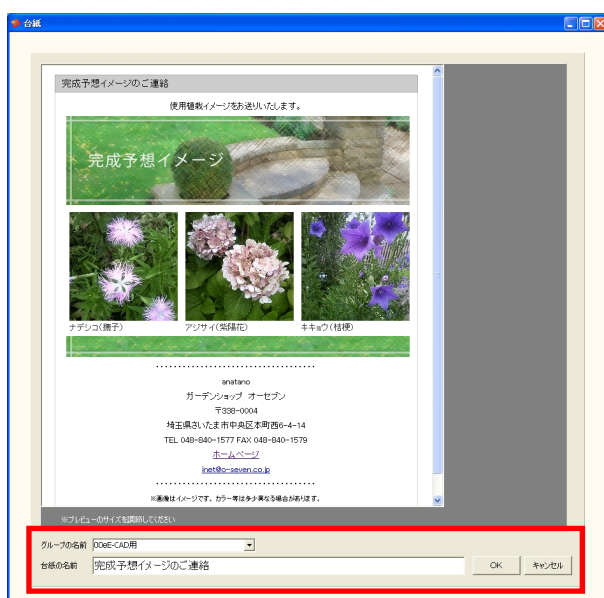 台紙
完成予想イメージのご連絡
使用植栽イメージをお送りいたします。
完成予想イメージ
ナデシコ(撫子)
アジサイ(紫陽花)
キキョウ(桔梗)
anatano
ガーデンショップ オーセブン
〒338-0004
埼玉県さいたま市中央区本町西6-4-14
TEL 048-840-1577 FAX 048-840-1579
ホームページ
inet@o-seven.co.jp
※画像はイメージです。カラー等は多少異なる場合があります。
※プレビューのサイズを調節してください
グループの名前 00eE-CAD用
台紙の名前 完成予想イメージのご連絡 OK キャンセル